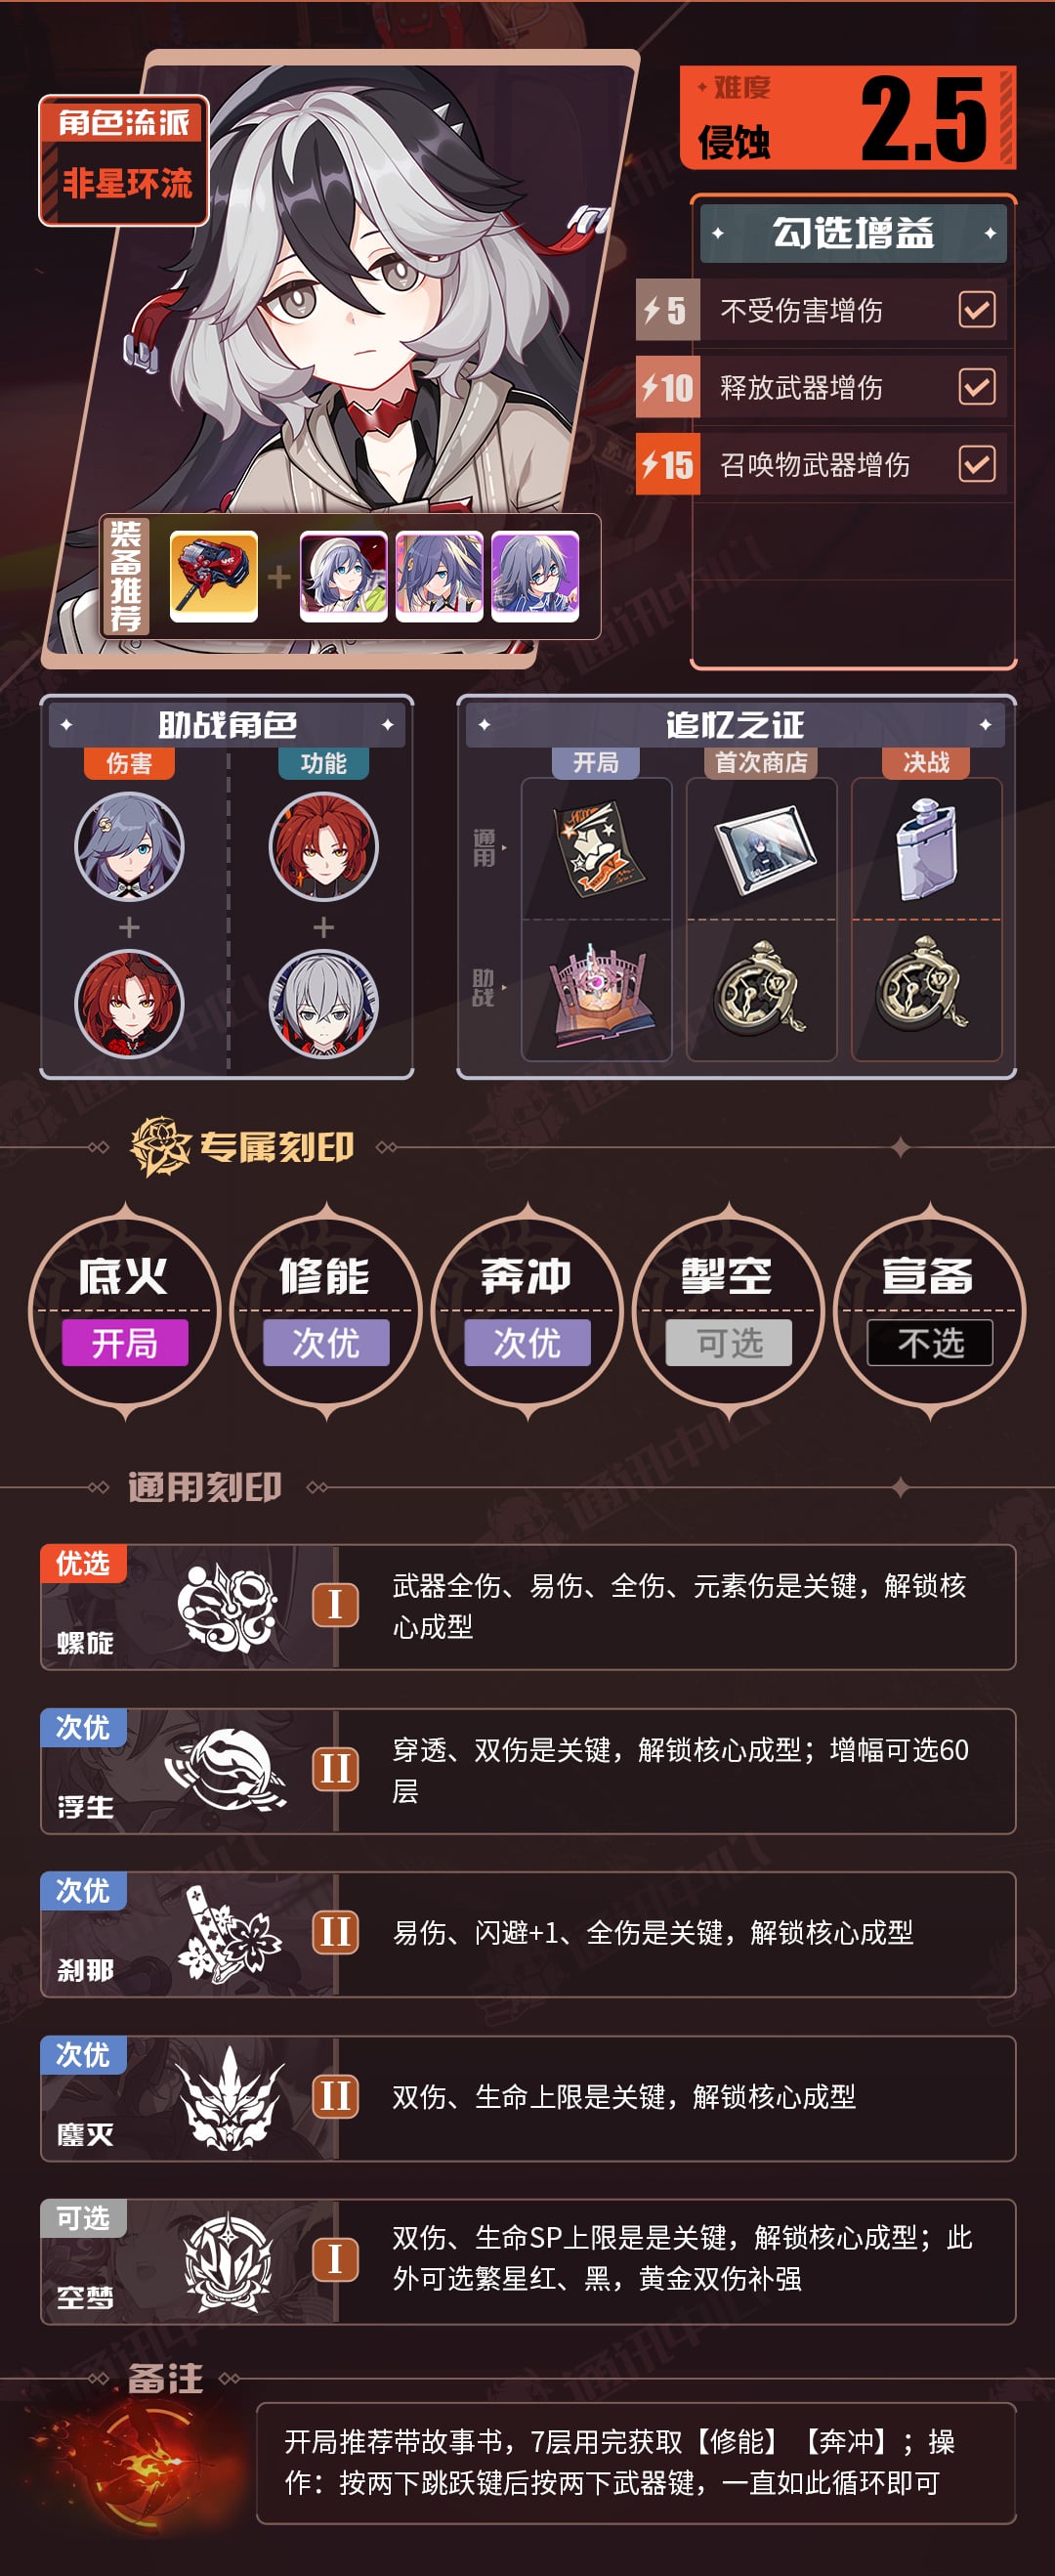 角色流派
非星环流
难度
侵蚀
2.5
勾选增益
5 不受伤害增伤
10 释放武器增伤
15 召唤物武器增伤
装备推荐
助战角色
伤害
功能
追忆之证
开局
首次商店
决战
通用
助战
专属刻印
底火
开局
修能
次优
奔冲
次优
掣空
可选
宣备
不选
通用刻印
优选
螺旋
I
武器全伤、易伤、全伤、元素伤是关键，解锁核
心成型
次优
浮生
II
穿透、双伤是关键，解锁核心成型；增幅可选60
层
次优
刹那
II
易伤、闪避+1、全伤是关键，解锁核心成型
次优
鏖灭
II
双伤、生命上限是关键，解锁核心成型
可选
空梦
I
双伤、生命SP上限是是关键，解锁核心成型；此
外可选繁星红、黑，黄金双伤补强
备注
开局推荐带故事书，7层用完获取【修能】【奔冲】；操
作：按两下跳跃键后按两下武器键，一直如此循环即可